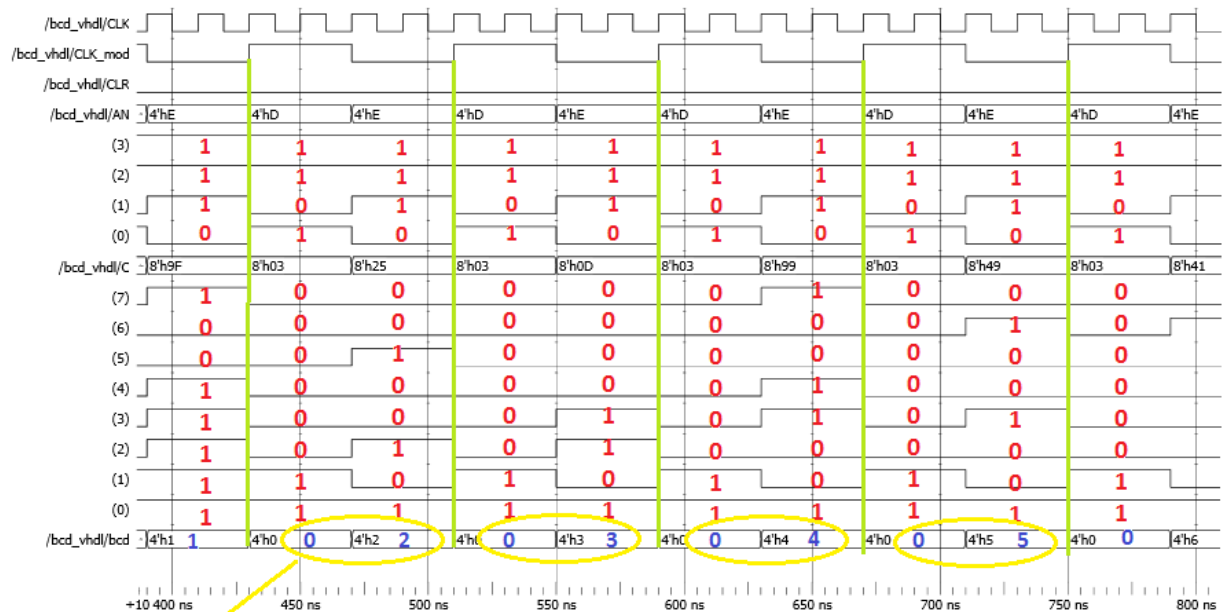 /bcd_vhdl/CLK
/bcd_vhdl/CLK_mod
/bcd_vhdl/CLR
/bcd_vhdl/AN 4'hE 4'hD 4'hE 4'hD 4'hE 4'hD 4'hE 4'hD 4'hE 4'hD 4'hE
(3) 1 1 1 1 1 1 1 1 1 1
(2) 1 1 1 1 1 1 1 1 1 1
(1) 1 0 1 0 1 0 1 0 1 0
(0) 0 1 0 1 0 1 0 1 0 1
/bcd_vhdl/C 8'h9F 8'h03 8'h25 8'h03 8'h0D 8'h03 8'h99 8'h03 8'h49 8'h03 8'h41
(7) 1 0 0 0 0 0 1 0 0 0
(6) 0 0 0 0 0 0 0 0 1 0
(5) 0 0 1 0 0 0 0 0 0 0
(4) 1 0 0 0 0 0 1 0 0 0
(3) 1 0 0 0 1 0 1 0 1 0
(2) 1 0 1 0 1 0 0 0 0 0
(1) 1 1 0 1 0 1 0 1 0 1
(0) 1 1 1 1 1 1 1 1 1 1
/bcd_vhdl/bcd 4'h1 1 4'h0 0 4'h2 2 0 4'h3 3 0 4'h4 4 4'h0 0 4'h5 5 4'h0 0 4'h6
+10 400 ns 450 ns 500 ns 550 ns 600 ns 650 ns 700 ns 750 ns 800 ns